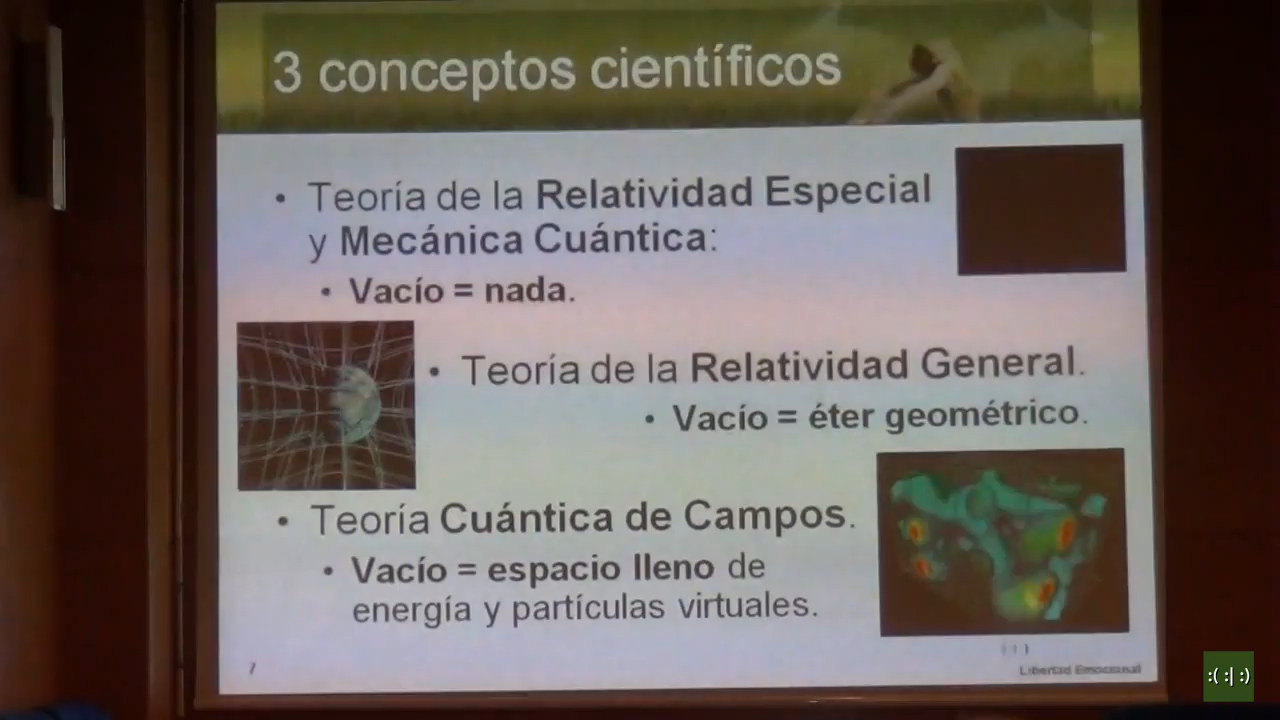 3 conceptos científicos
• Teoría de la Relatividad Especial
y Mecánica Cuántica:
• Vacío = nada.
• Teoría de la Relatividad General.
• Vacío = éter geométrico.
• Teoría Cuántica de Campos.
• Vacío = espacio lleno de
energía y partículas virtuales.
7
Libertad Emocional
:( :| :)